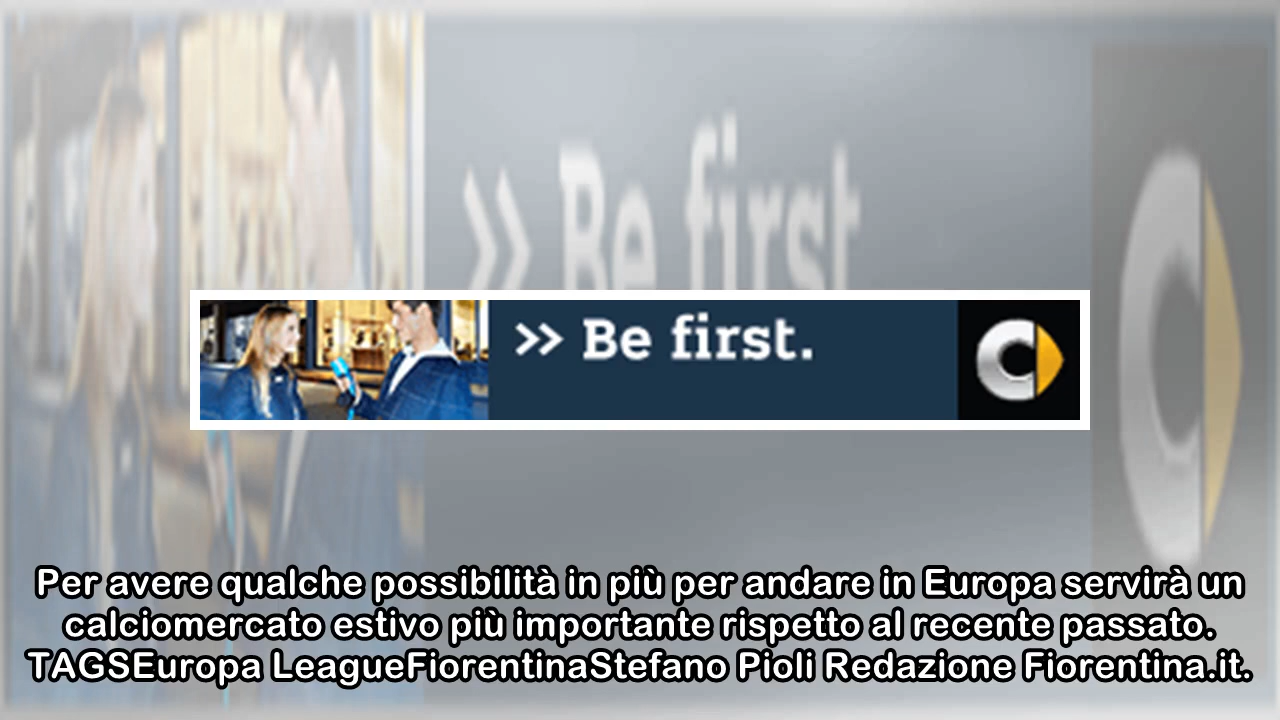 >> Be first
>> Be first.
Per avere qualche possibilità in più per andare in Europa servirà un
calciomercato estivo più importante rispetto al recente passato.
TAGSEuropa LeagueFiorentinaStefano Pioli Redazione Fiorentina.it.